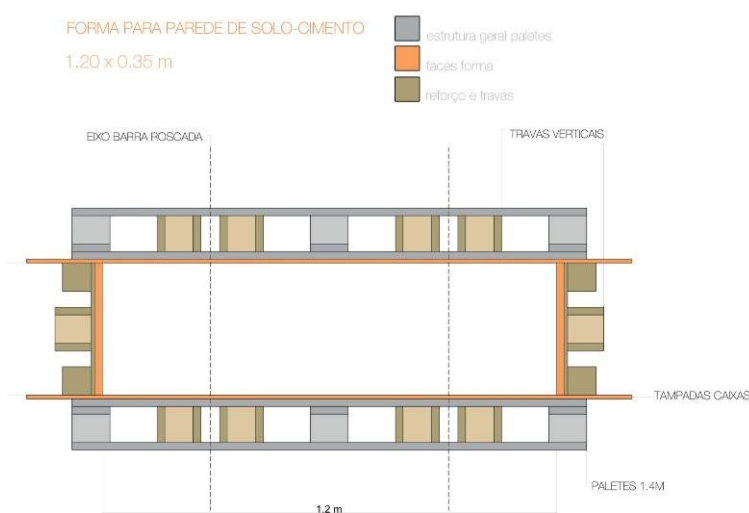 FORMA PARA PAREDE DE SOLO-CIMENTO
1.20 x 0.35 m
estrutura geral paletes
faces forma
reforço e travas
EIXO BARRA ROSCADA
TRAVAS VERTICAIS
TAMPADAS CAIXAS
PALETES 1.4M
1.2 m